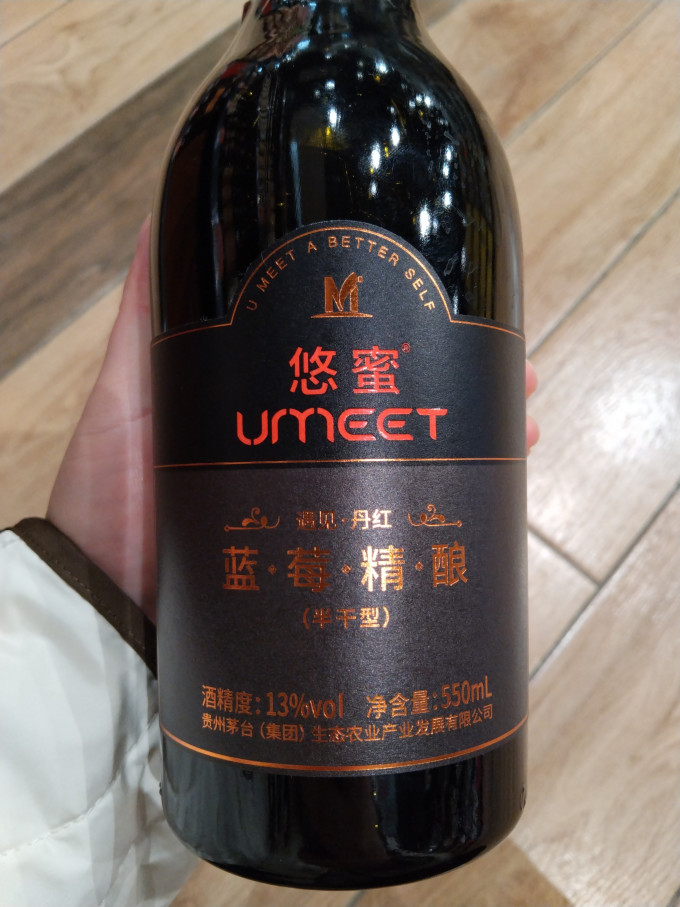 U MEET A BETTER SELF
悠蜜®
UMEET
遇见·丹红
蓝·莓·精·酿
(半干型)
酒精度:13%vol 净含量:550mL
贵州茅台(集团)生态农业产业发展有限公司